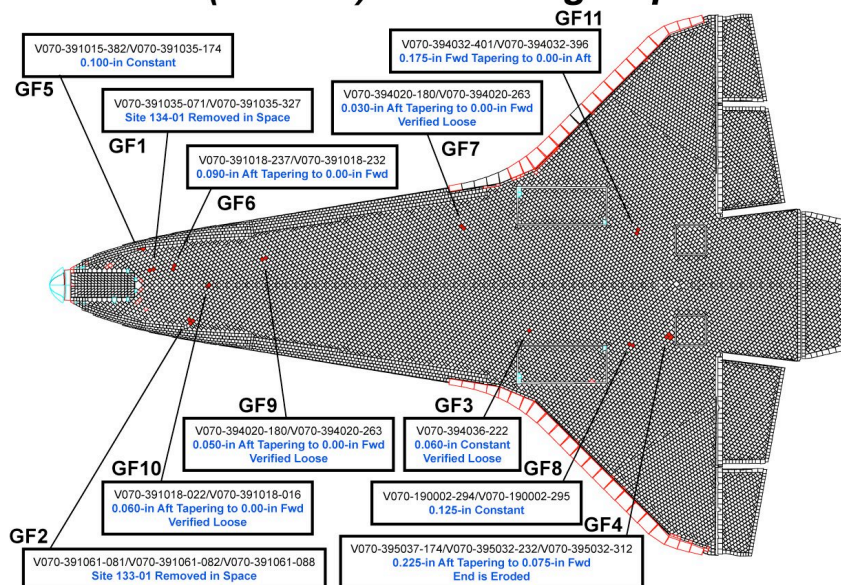 GF11
V070-391015-382/V070-391035-174
0.100-in Constant
GF5
V070-394032-401/V070-394032-396
0.175-in Fwd Tapering to 0.00-in Aft
V070-391035-071/V070-391035-327
Site 134-01 Removed in Space
GF1
V070-394020-180/V070-394020-263
0.030-in Aft Tapering to 0.00-in Fwd
Verified Loose
GF7
V070-391018-237/V070-391018-232
0.090-in Aft Tapering to 0.00-in Fwd
GF6
GF9
V070-394020-180/V070-394020-263
0.050-in Aft Tapering to 0.00-in Fwd
Verified Loose
GF3
V070-394036-222
0.060-in Constant
Verified Loose
GF10
V070-391018-022/V070-391018-016
0.060-in Aft Tapering to 0.00-in Fwd
Verified Loose
GF8
V070-190002-294/V070-190002-295
0.125-in Constant
GF2
V070-391061-081/V070-391061-082/V070-391061-088
Site 133-01 Removed in Space
GF4
V070-395037-174/V070-395032-232/V070-395032-312
0.225-in Aft Tapering to 0.075-in Fwd
End is Eroded